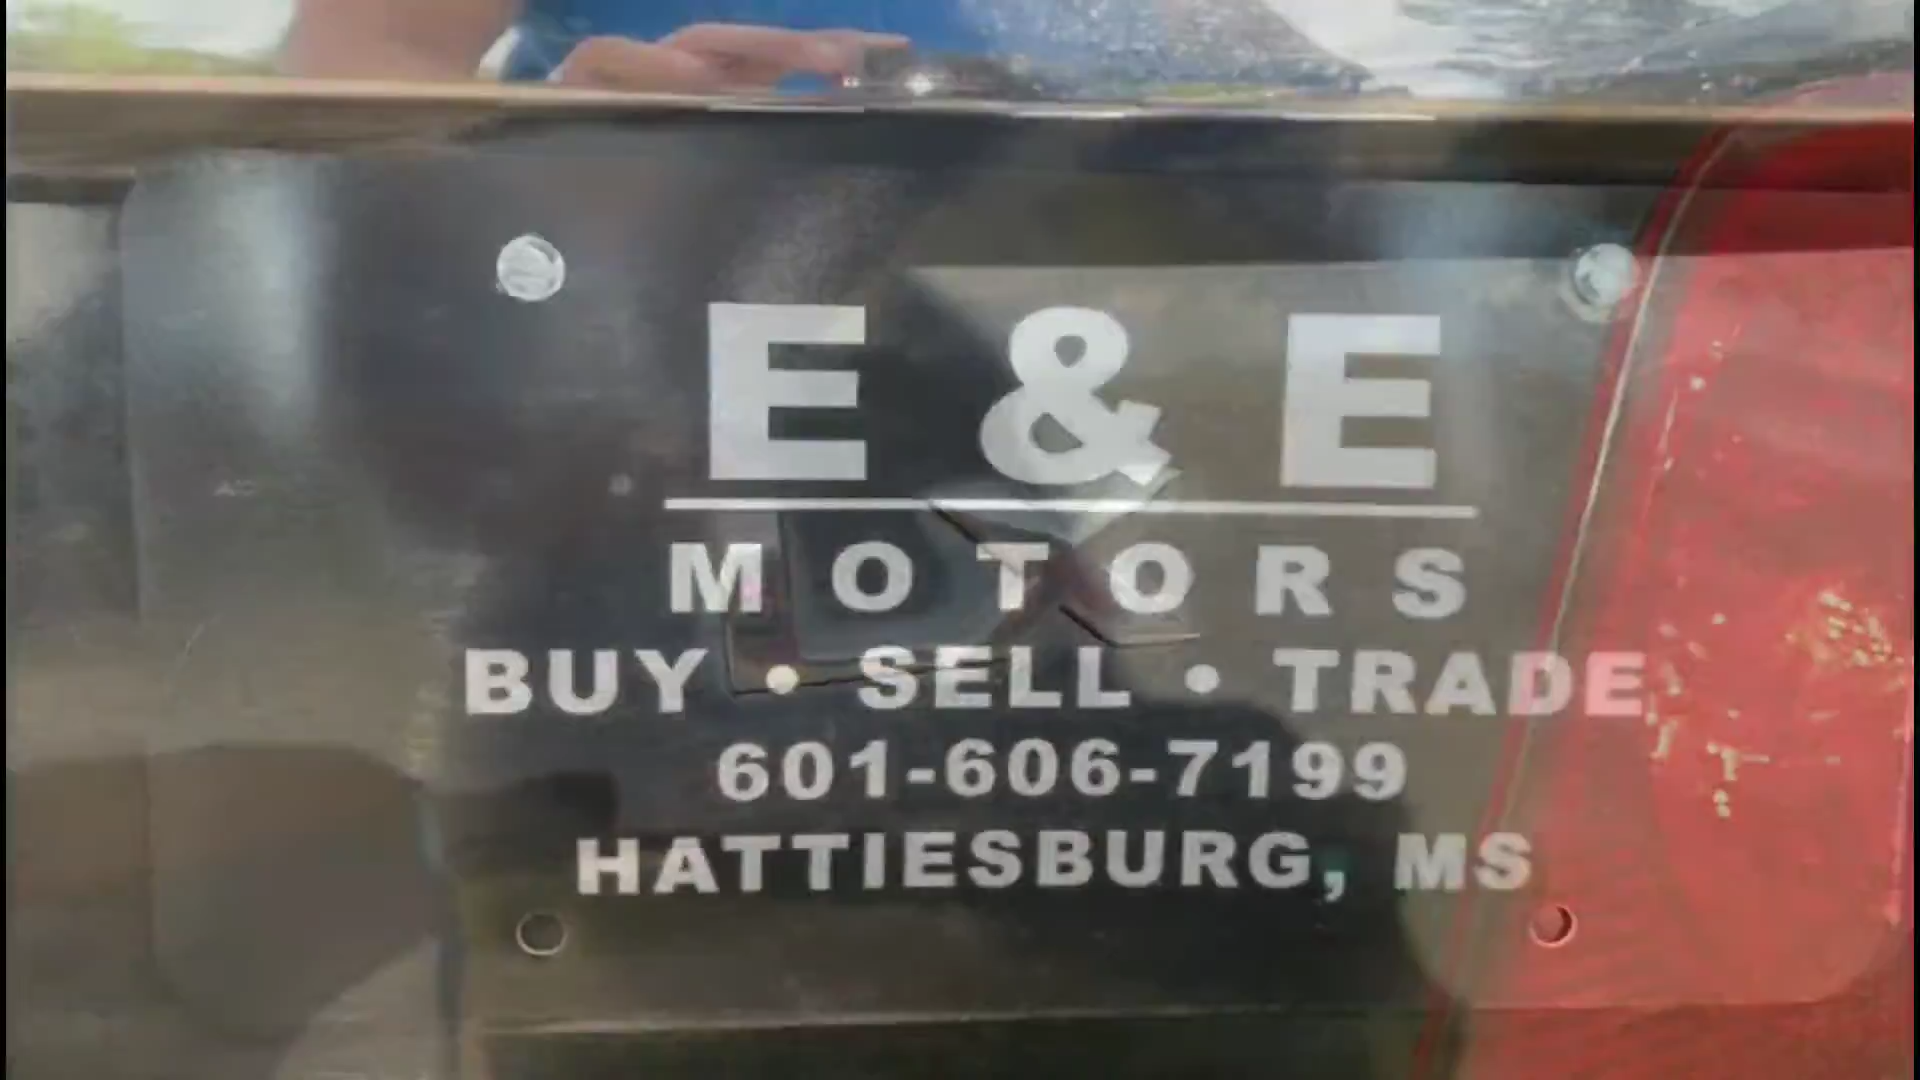 E & E
MOTORS
BUY • SELL • TRADE
601-606-7199
HATTIESBURG, MS